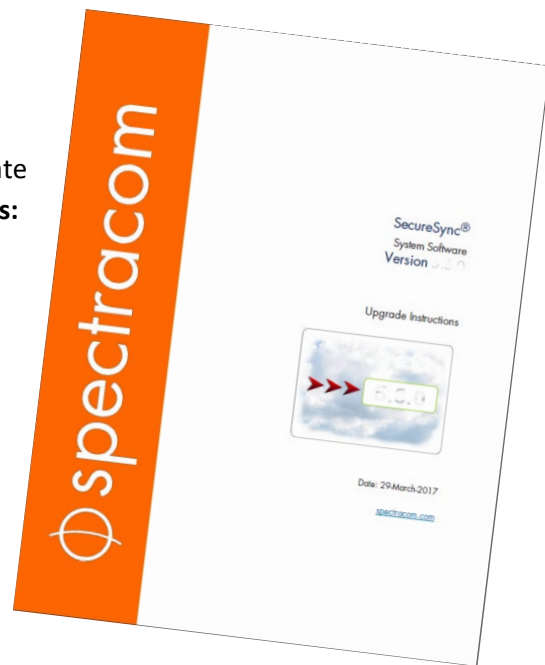 s:
spectracom
SecureSync®
System Software
Version
Upgrade Instructions
Date: 29-March-2017
spectracom.com